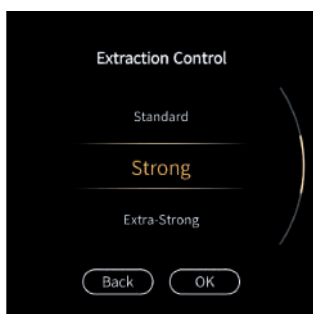 Extraction Control
Standard
Strong
Extra-Strong
Back OK